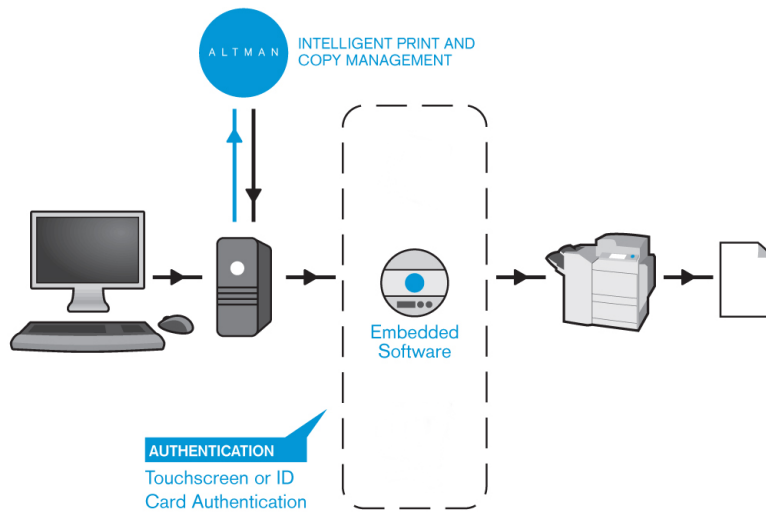 ALTMAN
INTELLIGENT PRINT AND
COPY MANAGEMENT
Embedded
Software
AUTHENTICATION
Touchscreen or ID
Card Authentication